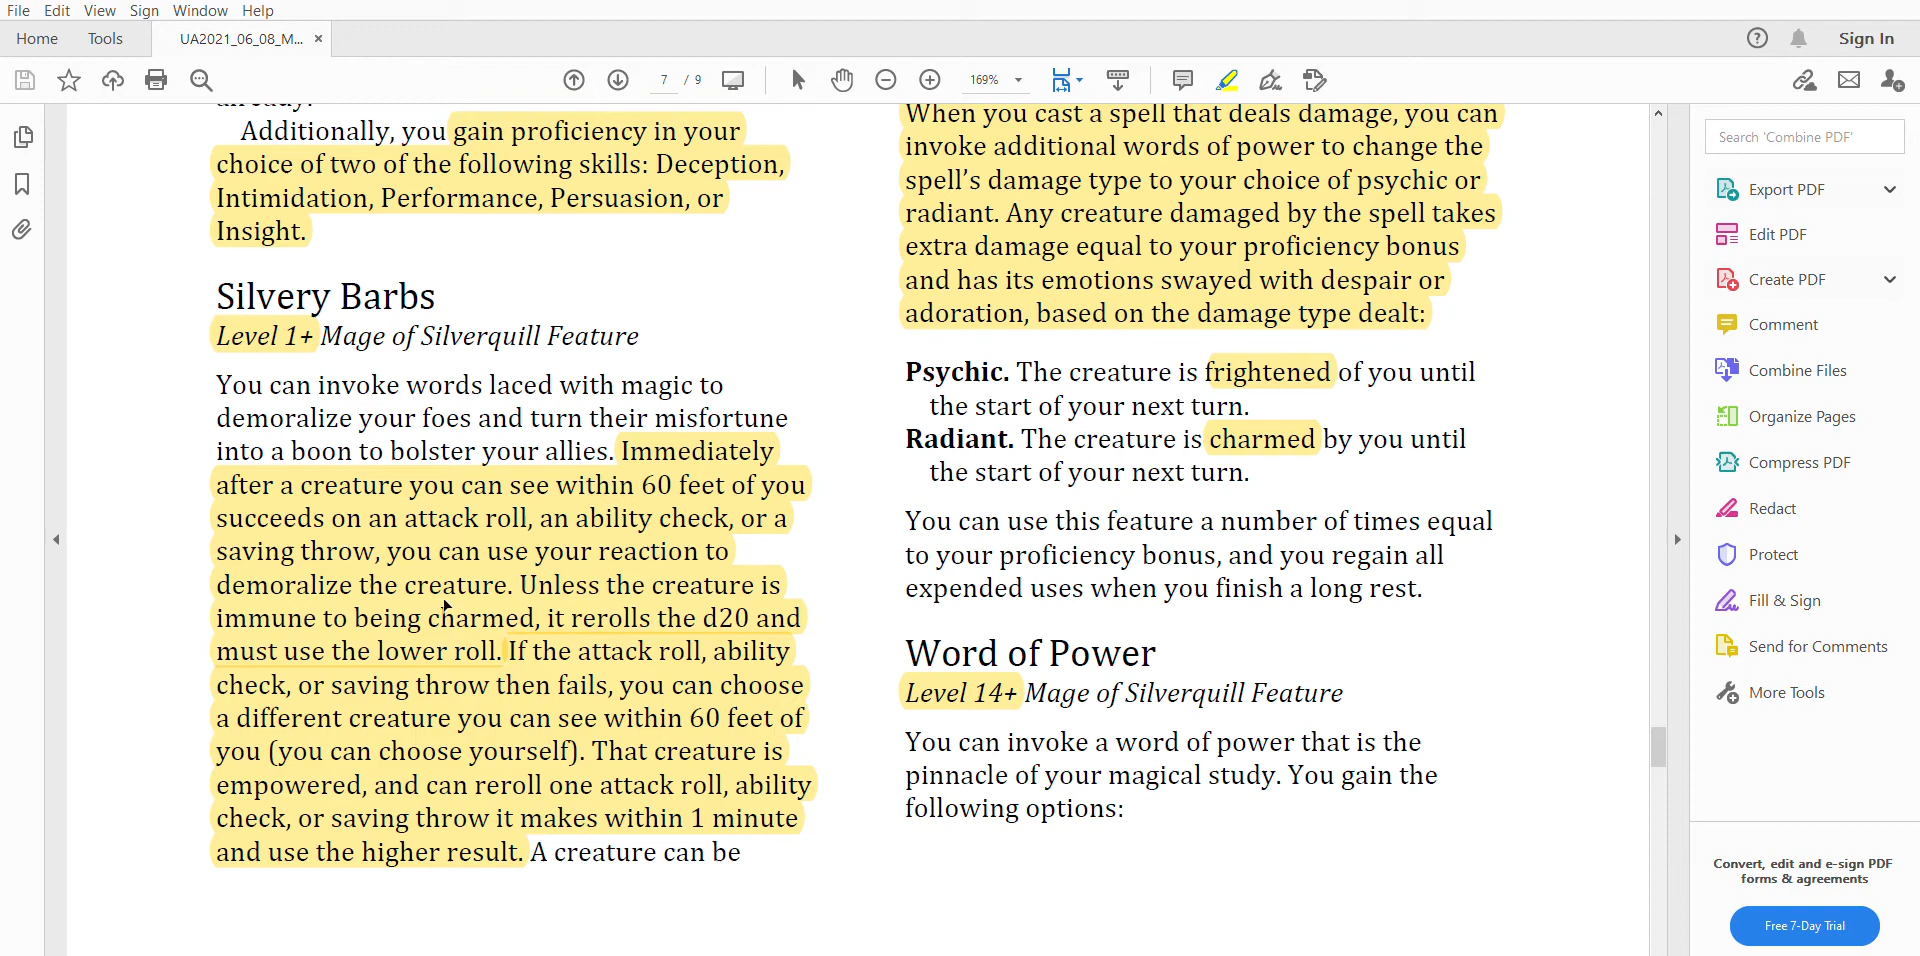 File Edit View Sign Window Help
Home Tools UA2021_06_08_M... ×
Sign In
7 / 9 169%
Additionally, you gain proficiency in your
choice of two of the following skills: Deception,
Intimidation, Performance, Persuasion, or
Insight.
Silvery Barbs
Level 1+ Mage of Silverquill Feature
You can invoke words laced with magic to
demoralize your foes and turn their misfortune
into a boon to bolster your allies. Immediately
after a creature you can see within 60 feet of you
succeeds on an attack roll, an ability check, or a
saving throw, you can use your reaction to
demoralize the creature. Unless the creature is
immune to being charmed, it rerolls the d20 and
must use the lower roll. If the attack roll, ability
check, or saving throw then fails, you can choose
a different creature you can see within 60 feet of
you (you can choose yourself). That creature is
empowered, and can reroll one attack roll, ability
check, or saving throw it makes within 1 minute
and use the higher result. A creature can be
When you cast a spell that deals damage, you can
invoke additional words of power to change the
spell’s damage type to your choice of psychic or
radiant. Any creature damaged by the spell takes
extra damage equal to your proficiency bonus
and has its emotions swayed with despair or
adoration, based on the damage type dealt:
Psychic. The creature is frightened of you until
the start of your next turn.
Radiant. The creature is charmed by you until
the start of your next turn.
You can use this feature a number of times equal
to your proficiency bonus, and you regain all
expended uses when you finish a long rest.
Word of Power
Level 14+ Mage of Silverquill Feature
You can invoke a word of power that is the
pinnacle of your magical study. You gain the
following options:
Search 'Combine PDF'
Export PDF
Edit PDF
Create PDF
Comment
Combine Files
Organize Pages
Compress PDF
Redact
Protect
Fill & Sign
Send for Comments
More Tools
Convert, edit and e-sign PDF
forms & agreements
Free 7-Day Trial